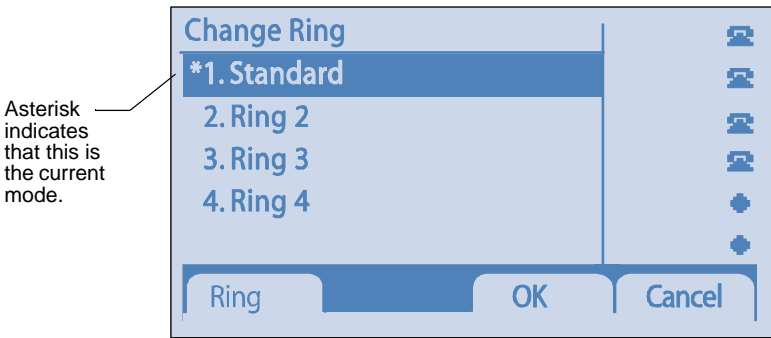 Change Ring
*1. Standard
2. Ring 2
3. Ring 3
4. Ring 4
Ring OK Cancel
Asterisk
indicates
that this is
the current
mode.